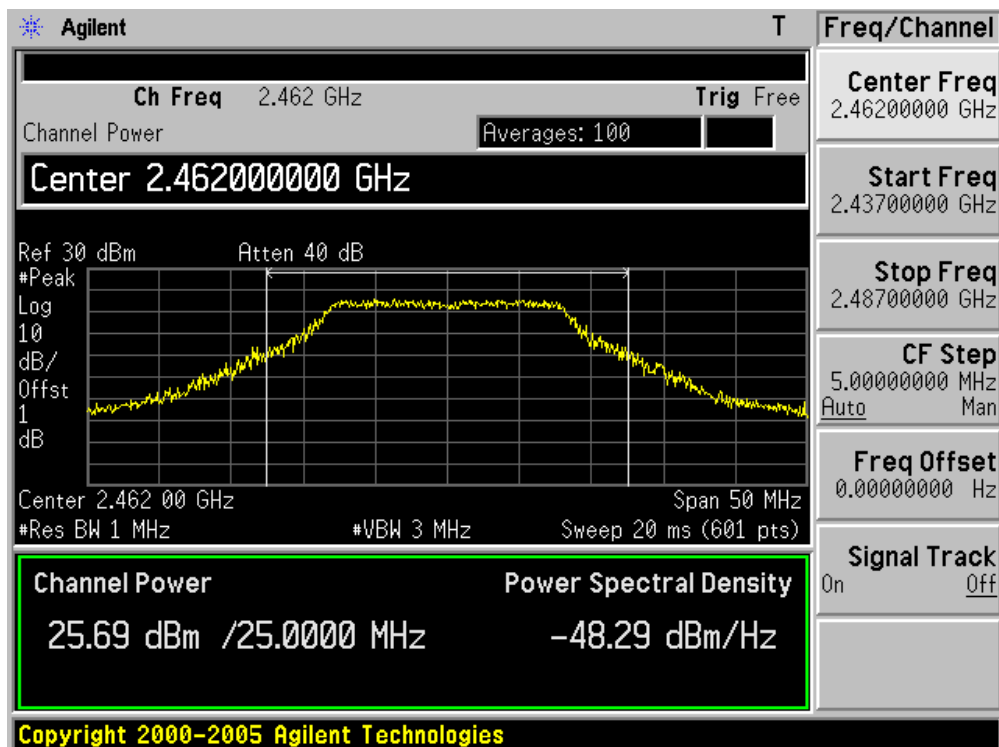 Agilent T Freq/Channel
Ch Freq 2.462 GHz Trig Free
Channel Power Averages: 100
Center 2.462000000 GHz
Ref 30 dBm Atten 40 dB
#Peak
Log
10
dB/
Offst
1
dB
Center 2.462 00 GHz Span 50 MHz
#Res BW 1 MHz #VBW 3 MHz Sweep 20 ms (601 pts)
Channel Power Power Spectral Density
25.69 dBm /25.0000 MHz -48.29 dBm/Hz
Center Freq
2.46200000 GHz
Start Freq
2.43700000 GHz
Stop Freq
2.48700000 GHz
CF Step
5.00000000 MHz
Auto Man
Freq Offset
0.00000000 Hz
Signal Track
On Off
Copyright 2000-2005 Agilent Technologies